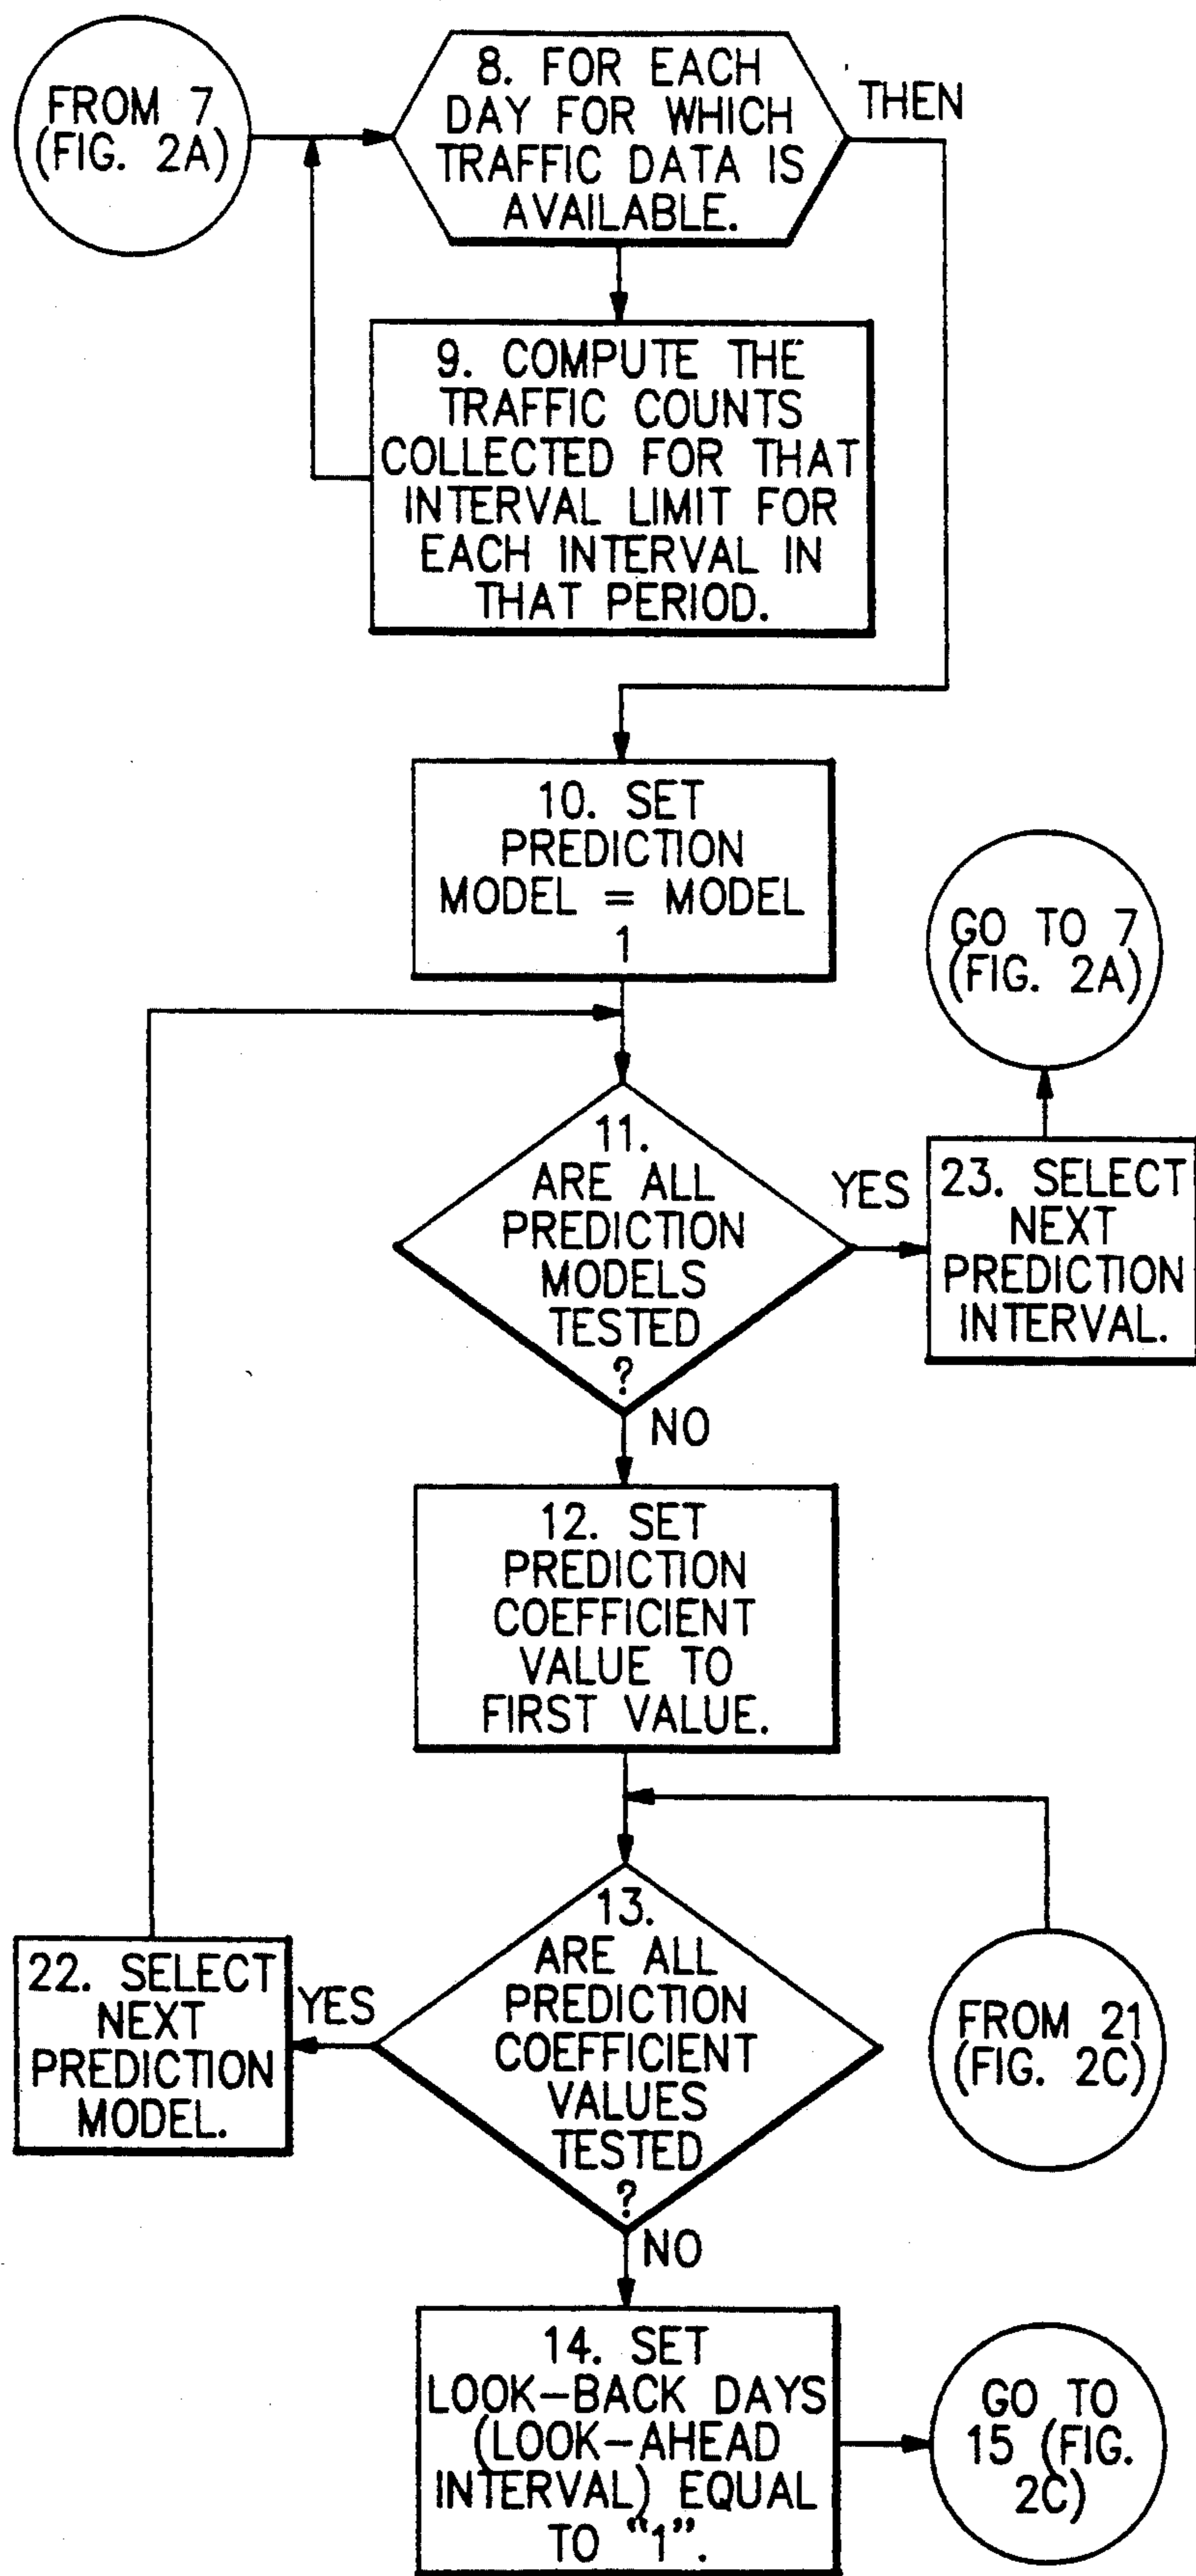 FROM 7
(FIG. 2A)
8. FOR EACH
DAY FOR WHICH
TRAFFIC DATA IS
AVAILABLE.
THEN
9. COMPUTE THE
TRAFFIC COUNTS
COLLECTED FOR THAT
INTERVAL LIMIT FOR
EACH INTERVAL IN
THAT PERIOD.
10. SET
PREDICTION
MODEL = MODEL
1
GO TO 7
(FIG. 2A)
11.
ARE ALL
PREDICTION
MODELS
TESTED
?
YES
23. SELECT
NEXT
PREDICTION
INTERVAL.
NO
12. SET
PREDICTION
COEFFICIENT
VALUE TO
FIRST VALUE.
13.
ARE ALL
PREDICTION
COEFFICIENT
VALUES
TESTED
?
YES
22. SELECT
NEXT
PREDICTION
MODEL.
FROM 21
(FIG. 2C)
NO
14. SET
LOOK-BACK DAYS
(LOOK-AHEAD
INTERVAL) EQUAL
TO "1".
GO TO
15 (FIG.
2C)